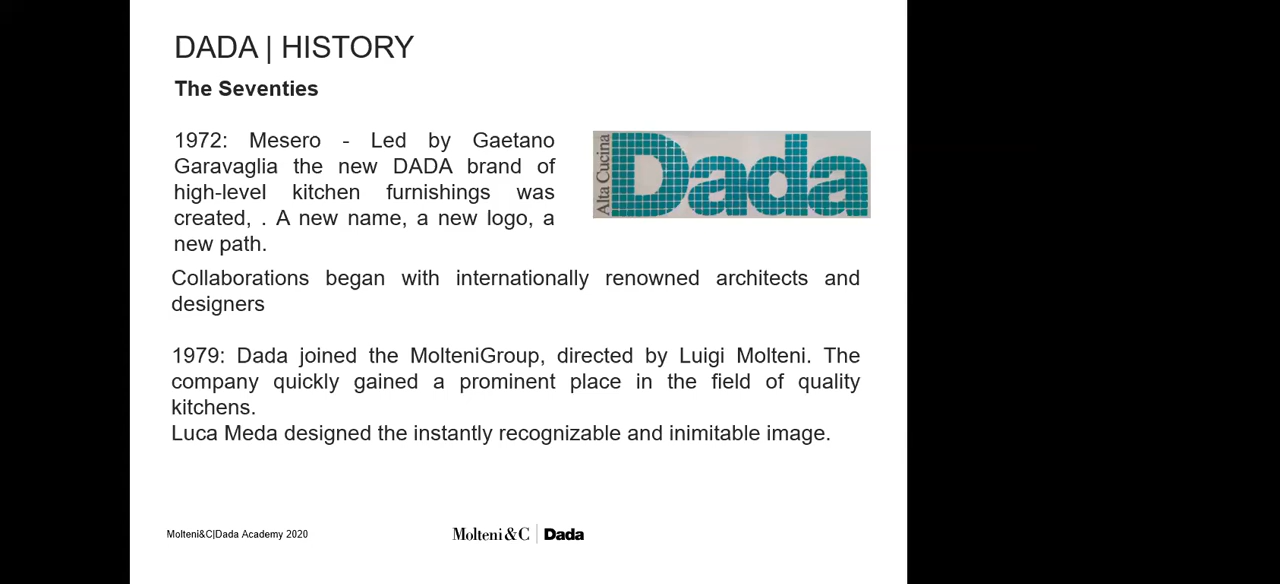 DADA | HISTORY
The Seventies
1972: Mesero - Led by Gaetano
Garavaglia the new DADA brand of
high-level kitchen furnishings was
created, . A new name, a new logo, a
new path.
Alta Cucina
Dada
Collaborations began with internationally renowned architects and
designers
1979: Dada joined the MolteniGroup, directed by Luigi Molteni. The
company quickly gained a prominent place in the field of quality
kitchens.
Luca Meda designed the instantly recognizable and inimitable image.
Molteni&C|Dada Academy 2020
Molteni&C | Dada